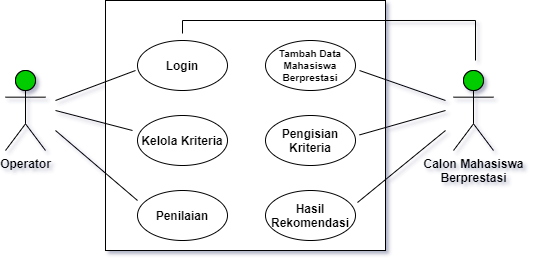 Login
Tambah Data
Mahasiswa
Berprestasi
Kelola Kriteria
Pengisian
Kriteria
Operator
Calon Mahasiswa
Berprestasi
Penilaian
Hasil
Rekomendasi